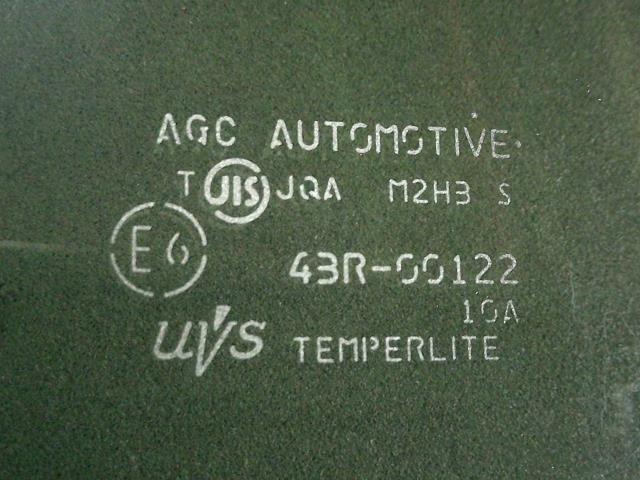 AGC AUTOMOTIVE
T JIS JQA M2H3 S
E6 43R-00122
10A
UVS TEMPERLITE